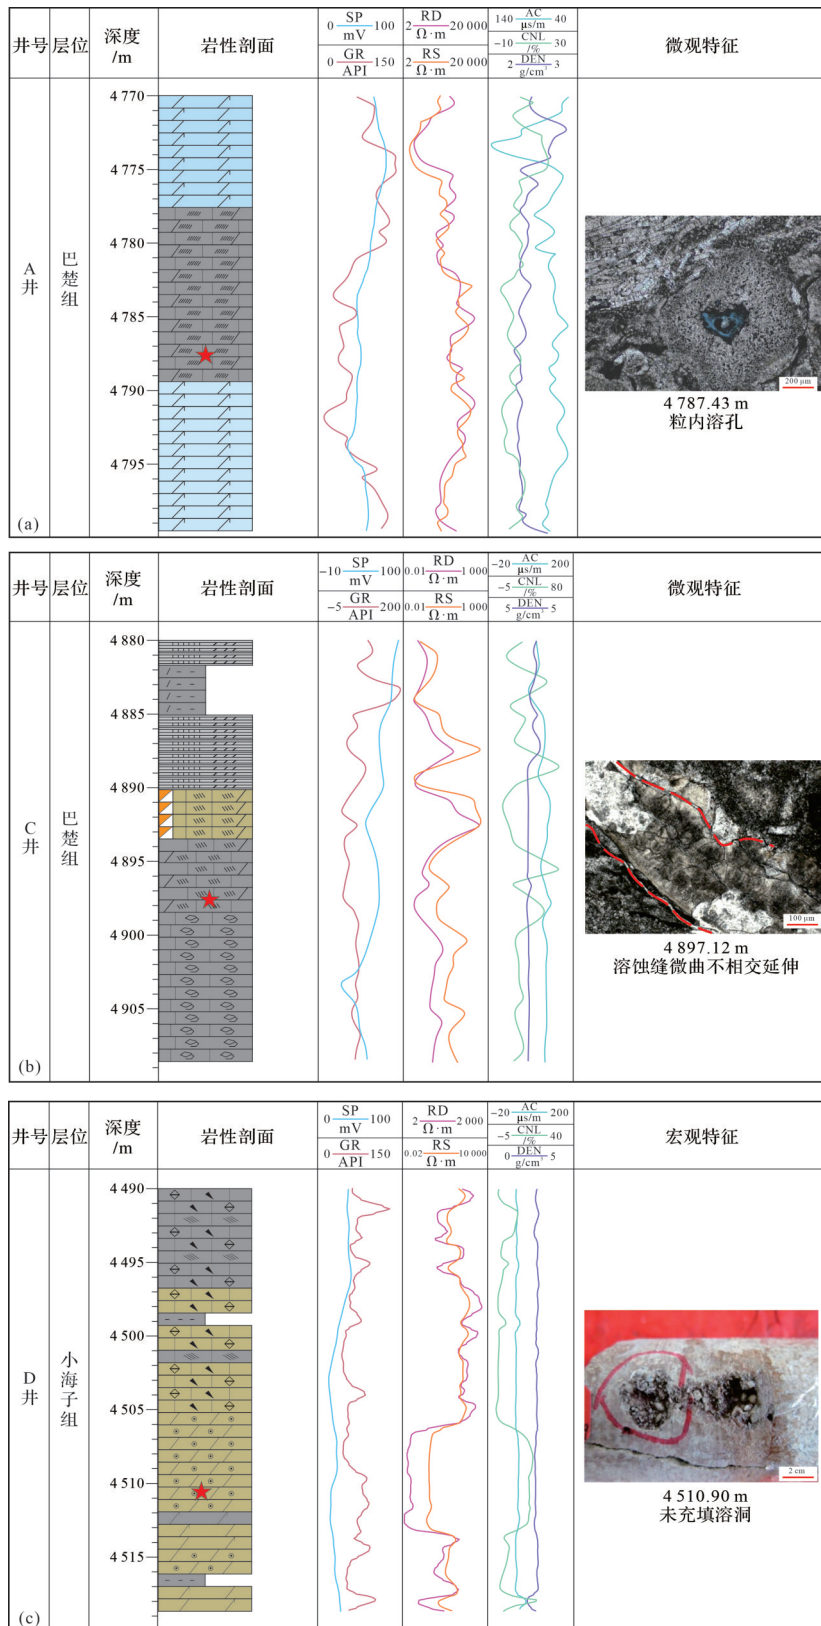 井号 层位 深度/m 岩性剖面 0 SP mV 100 2 RD Ω·m 20 000 140 AC μs/m 40 微观特征
0 GR API 150 2 RS Ω·m 20 000 −10 CNL /% 30
2 DEN g/cm³ 3
4 770
4 775
4 780
4 785
4 790
4 795
A井
巴楚组
200 μm
4 787.43 m
粒内溶孔
(a)
井号 层位 深度/m 岩性剖面 −10 SP mV 100 0.01 RD Ω·m 1 000 −20 AC μs/m 200 微观特征
−5 GR API 200 0.01 RS Ω·m 1 000 −5 CNL /% 80
5 DEN g/cm³ 5
4 880
4 885
4 890
4 895
4 900
4 905
C井
巴楚组
100 μm
4 897.12 m
溶蚀缝微曲不相交延伸
(b)
井号 层位 深度/m 岩性剖面 0 SP mV 100 2 RD Ω·m 2 000 −20 AC μs/m 200 宏观特征
0 GR API 150 0.02 RS Ω·m 10 000 −5 CNL /% 40
0 DEN g/cm³ 5
4 490
4 495
4 500
4 505
4 510
4 515
D井
小海子组
2 cm
4 510.90 m
未充填溶洞
(c)